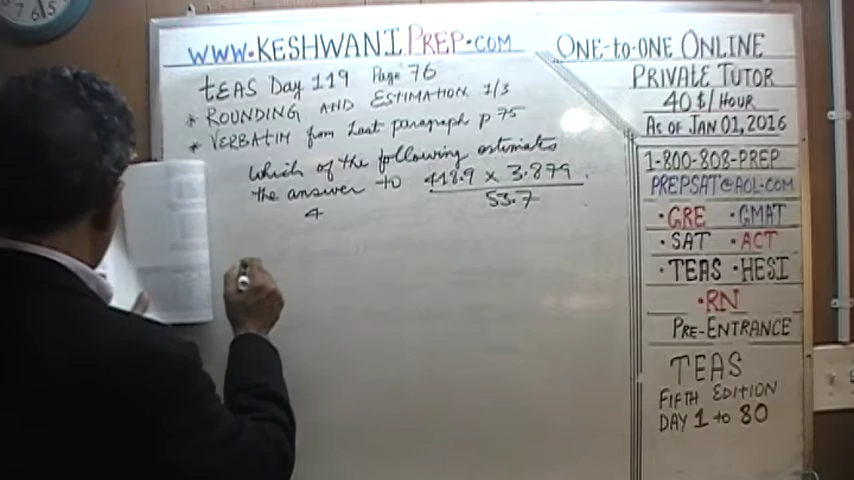 WWW.KESHWANIPREP.COM
TEAS Day 119 Page 76
* ROUNDING AND ESTIMATION 1/3
* VERBATIM from Last paragraph p 75
Which of the following estimates
the answer to 418.9 x 3.879
53.7
4
ONE-TO-ONE ONLINE
PRIVATE TUTOR
40 $/HOUR
AS OF JAN 01, 2016
1-800-808-PREP
PREPSAT@AOL.COM
• GRE • GMAT
• SAT • ACT
• TEAS • HESI
• RN
PRE-ENTRANCE
TEAS
FIFTH EDITION
DAY 1 to 80
7 6 5